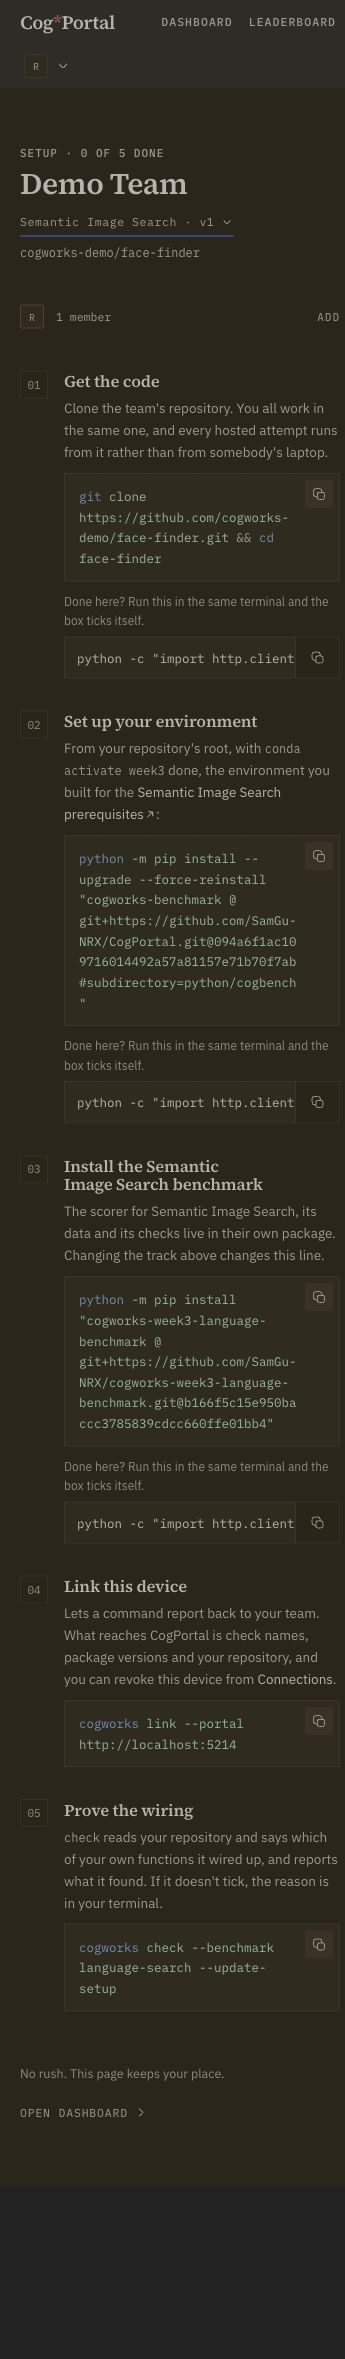 Cog*Portal
DASHBOARD
LEADERBOARD
R
SETUP · 0 OF 5 DONE
Demo Team
Semantic Image Search · v1
cogworks-demo/face-finder
R
1 member
ADD
01
Get the code
Clone the team's repository. You all work in
the same one, and every hosted attempt runs
from it rather than from somebody's laptop.
git clone
https://github.com/cogworks-
demo/face-finder.git && cd
face-finder
Done here? Run this in the same terminal and the
box ticks itself.
python -c "import http.client
02
Set up your environment
From your repository's root, with conda
activate week3 done, the environment you
built for the Semantic Image Search
prerequisites↗:
python -m pip install --
upgrade --force-reinstall
"cogworks-benchmark @
git+https://github.com/SamGu-
NRX/CogPortal.git@094a6f1ac10
9716014492a57a81157e71b70f7ab
#subdirectory=python/cogbench
"
Done here? Run this in the same terminal and the
box ticks itself.
python -c "import http.client
03
Install the Semantic
Image Search benchmark
The scorer for Semantic Image Search, its
data and its checks live in their own package.
Changing the track above changes this line.
python -m pip install
"cogworks-week3-language-
benchmark @
git+https://github.com/SamGu-
NRX/cogworks-week3-language-
benchmark.git@b166f5c15e950ba
ccc3785839cdcc660ffe01bb4"
Done here? Run this in the same terminal and the
box ticks itself.
python -c "import http.client
04
Link this device
Lets a command report back to your team.
What reaches CogPortal is check names,
package versions and your repository, and
you can revoke this device from Connections.
cogworks link --portal
http://localhost:5214
05
Prove the wiring
check reads your repository and says which
of your own functions it wired up, and reports
what it found. If it doesn't tick, the reason is
in your terminal.
cogworks check --benchmark
language-search --update-
setup
No rush. This page keeps your place.
OPEN DASHBOARD